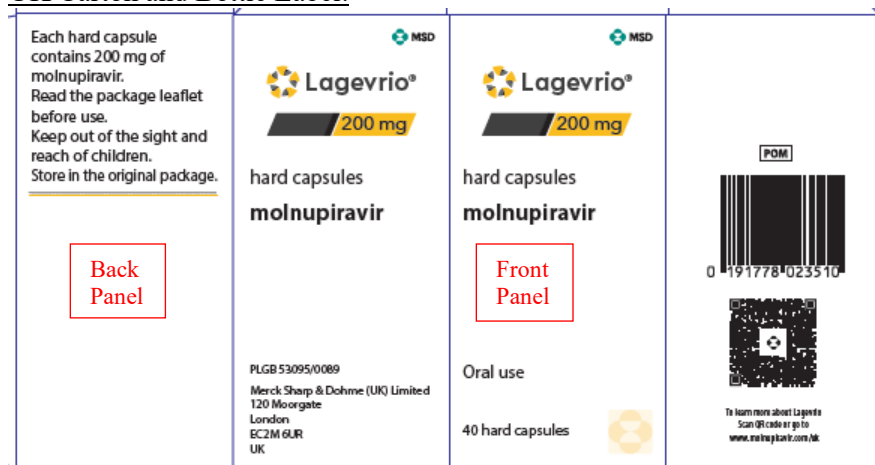 Each hard capsule
contains 200 mg of
molnupiravir.
Read the package leaflet
before use.
Keep out of the sight and
reach of children.
Store in the original package.
Back
Panel
MSD
Lagevrio®
200 mg
hard capsules
molnupiravir
PLGB 53095/0089
Merck Sharp & Dohme (UK) Limited
120 Moorgate
London
EC2M 6UR
UK
MSD
Lagevrio®
200 mg
hard capsules
molnupiravir
Front
Panel
Oral use
40 hard capsules
POM
0 191778 023510
To learn more about Lagevrio
Scan QR code or go to
www.molnupiravir.com/uk